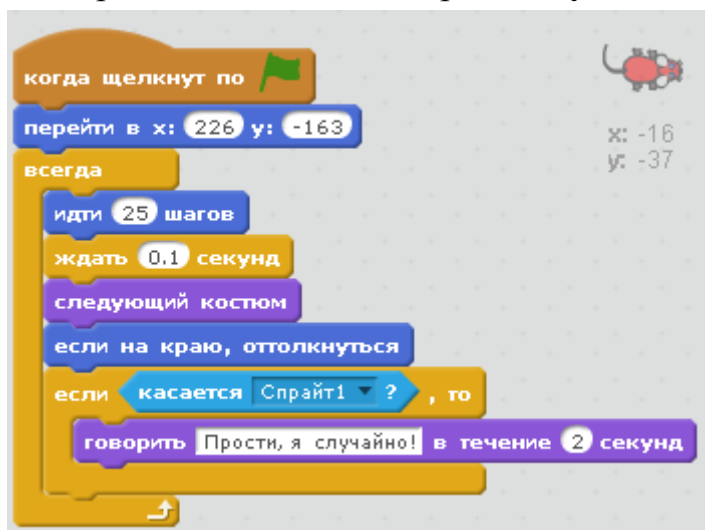 когда щелкнут по
перейти в x: 226 y: -163
x: -16
y: -37
всегда
идти 25 шагов
ждать 0.1 секунд
следующий костюм
если на краю, оттолкнуться
если касается Спрайт1 ? , то
говорить Прости, я случайно! в течение 2 секунд